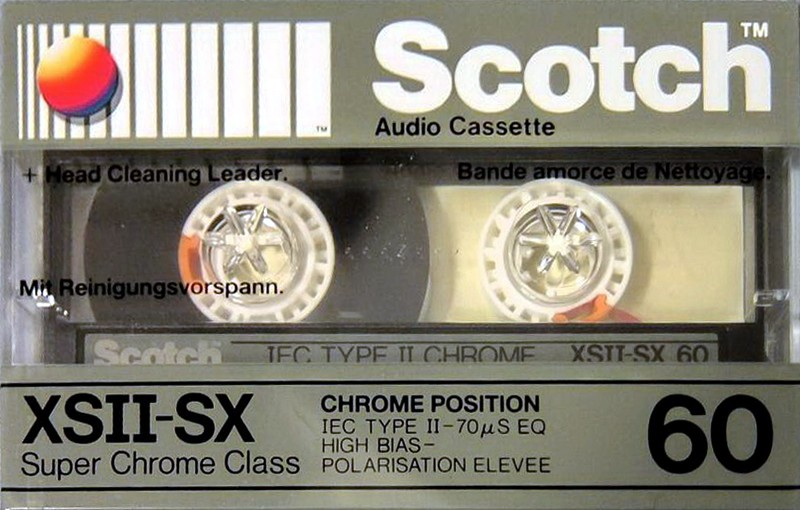 Scotch™
Audio Cassette
™
+ Head Cleaning Leader.
Bande amorce de Nettoyage.
Mit Reinigungsvorspann.
Scotch IEC TYPE II CHROME XSII-SX 60
XSII-SX
Super Chrome Class
CHROME POSITION
IEC TYPE II-70µS EQ
HIGH BIAS-
POLARISATION ELEVEE
60